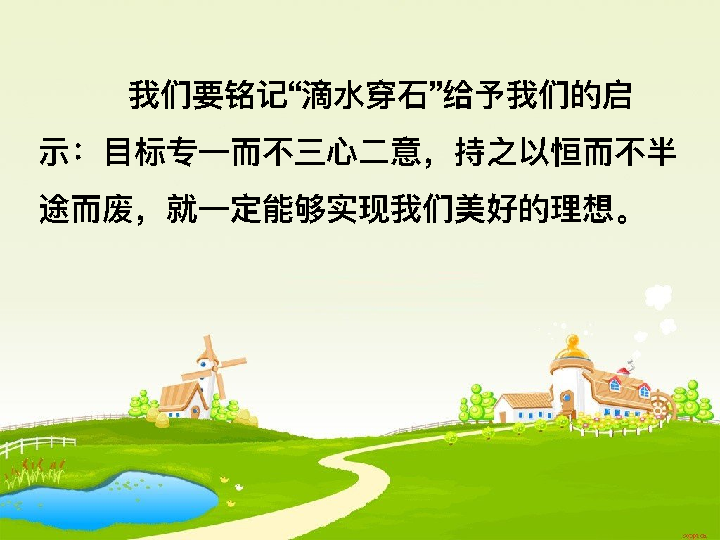 我们要铭记“滴水穿石”给予我们的启
示：目标专一而不三心二意，持之以恒而不半
途而废，就一定能够实现我们美好的理想。